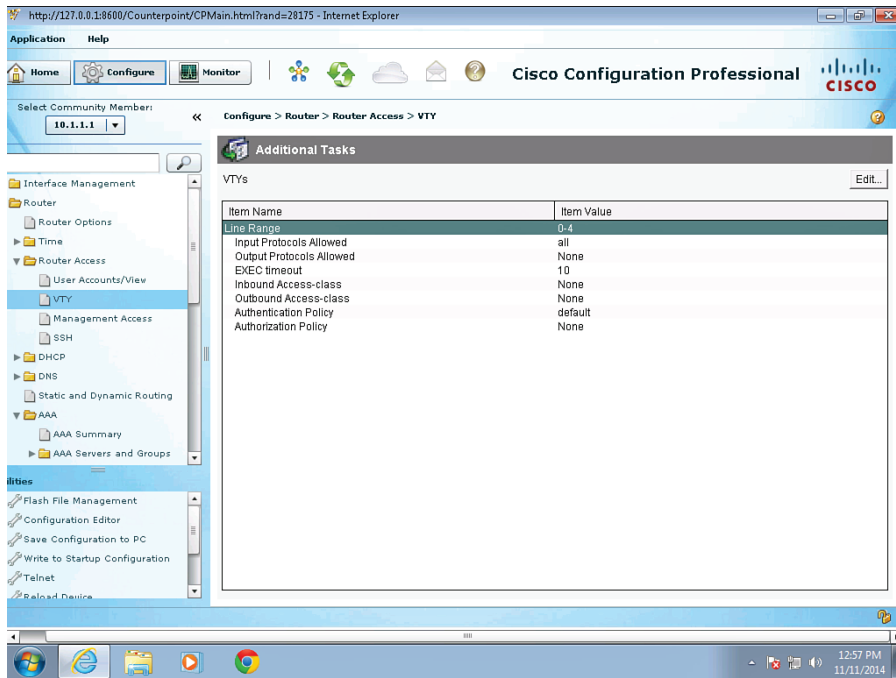 http://127.0.0.1:8600/Counterpoint/CPMain.html?rand=28175 - Internet Explorer
Application Help
Home Configure Monitor Cisco Configuration Professional
CISCO
Select Community Member:
10.1.1.1
«
Configure > Router > Router Access > VTY
Additional Tasks
VTYs Edit...
Interface Management
Router
Router Options
Time
Router Access
User Accounts/View
VTY
Management Access
SSH
DHCP
DNS
Static and Dynamic Routing
AAA
AAA Summary
AAA Servers and Groups
Item Name Item Value
Line Range 0-4
Input Protocols Allowed all
Output Protocols Allowed None
EXEC timeout 10
Inbound Access-class None
Outbound Access-class None
Authentication Policy default
Authorization Policy None
ilities
Flash File Management
Configuration Editor
Save Configuration to PC
Write to Startup Configuration
Telnet
Reload Device
12:57 PM
11/11/2014